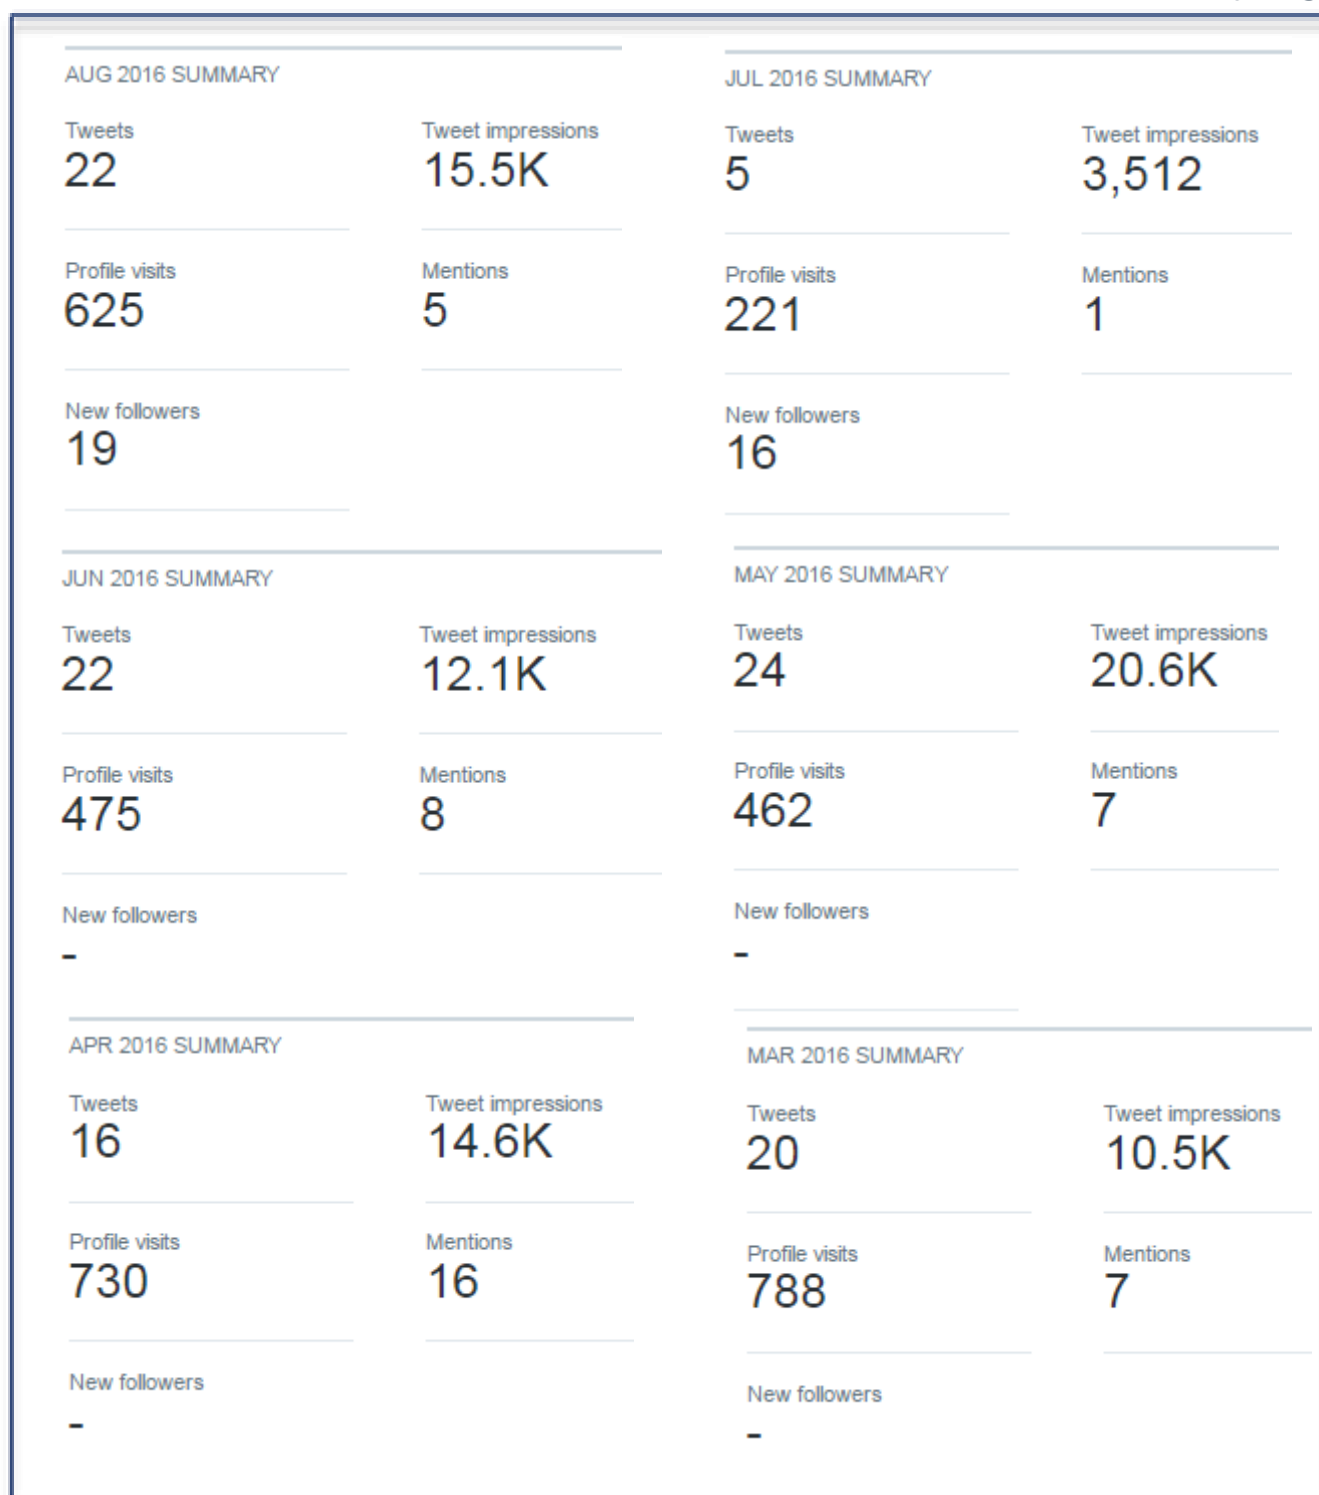 AUG 2016 SUMMARY
Tweets
22
Tweet impressions
15.5K
Profile visits
625
Mentions
5
New followers
19
JUL 2016 SUMMARY
Tweets
5
Tweet impressions
3,512
Profile visits
221
Mentions
1
New followers
16
JUN 2016 SUMMARY
Tweets
22
Tweet impressions
12.1K
Profile visits
475
Mentions
8
New followers
-
MAY 2016 SUMMARY
Tweets
24
Tweet impressions
20.6K
Profile visits
462
Mentions
7
New followers
-
APR 2016 SUMMARY
Tweets
16
Tweet impressions
14.6K
Profile visits
730
Mentions
16
New followers
-
MAR 2016 SUMMARY
Tweets
20
Tweet impressions
10.5K
Profile visits
788
Mentions
7
New followers
-